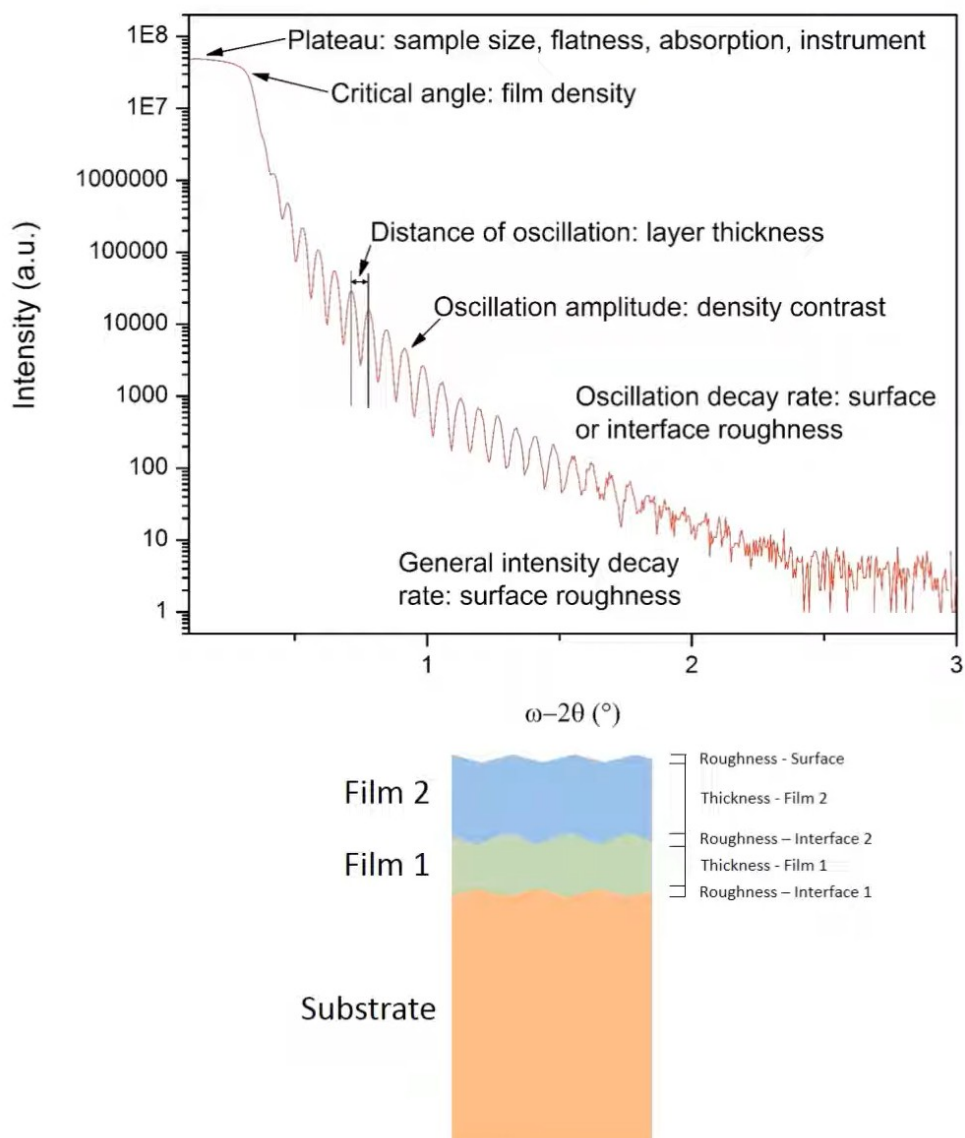 1E8
Plateau: sample size, flatness, absorption, instrument
Critical angle: film density
1E7
1000000
100000
Distance of oscillation: layer thickness
10000
Oscillation amplitude: density contrast
1000
Oscillation decay rate: surface
or interface roughness
100
10
General intensity decay
rate: surface roughness
1
Intensity (a.u.)
1
2
3
ω–2θ (°)
Roughness - Surface
Film 2
Thickness - Film 2
Roughness – Interface 2
Film 1
Thickness - Film 1
Roughness – Interface 1
Substrate